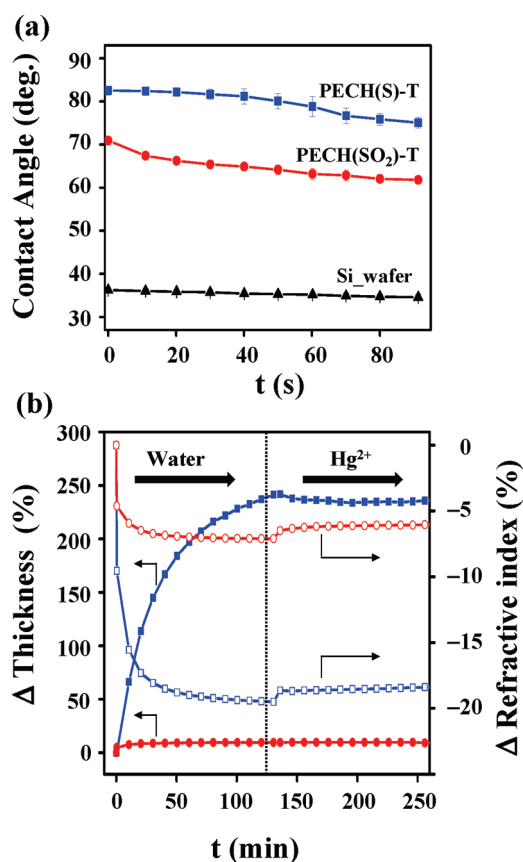 (a)
Contact Angle (deg.)
90
80
70
60
50
40
30
PECH(S)-T
PECH(SO₂)-T
Si_wafer
0 20 40 60 80
t (s)
(b)
Δ Thickness (%)
300
250
200
150
100
50
0
Water
Hg²⁺
0
−5
−10
−15
−20
Δ Refractive index (%)
0 50 100 150 200 250
t (min)